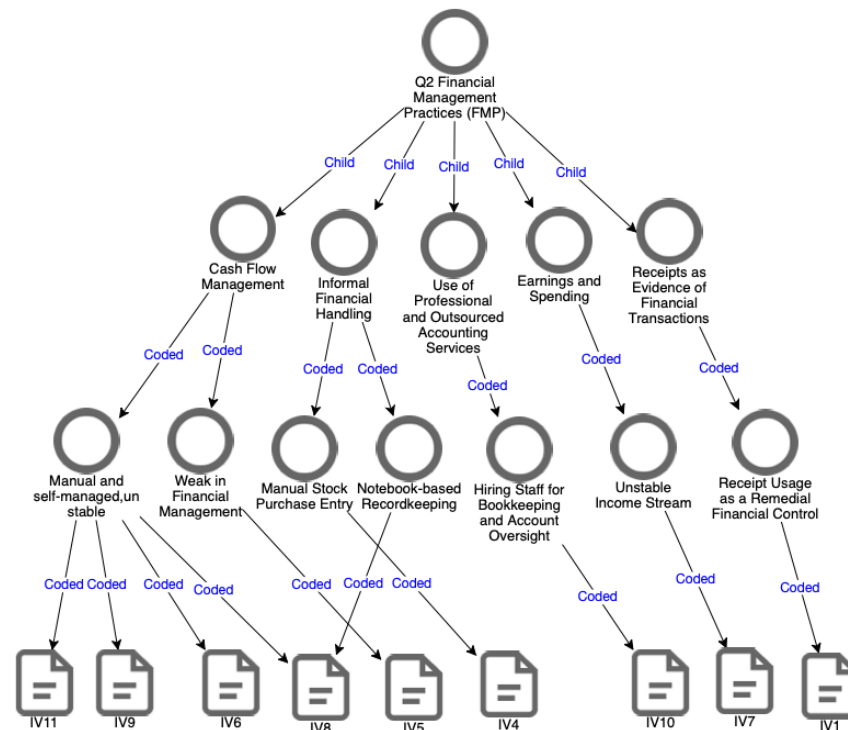 Q2 Financial
Management
Practices (FMP)
Child
Child
Child
Child
Child
Cash Flow
Management
Informal
Financial
Handling
Use of
Professional
and Outsourced
Accounting
Services
Earnings and
Spending
Receipts as
Evidence of
Financial
Transactions
Coded
Coded
Coded
Coded
Coded
Coded
Coded
Manual and
self-managed,un
stable
Weak in
Financial
Management
Manual Stock
Purchase Entry
Notebook-based
Recordkeeping
Hiring Staff for
Bookkeeping
and Account
Oversight
Unstable
Income Stream
Receipt Usage
as a Remedial
Financial Control
Coded
Coded
Coded
Coded
Coded
Coded
Coded
Coded
Coded
Coded
IV11
IV9
IV6
IV8
IV5
IV4
IV10
IV7
IV1